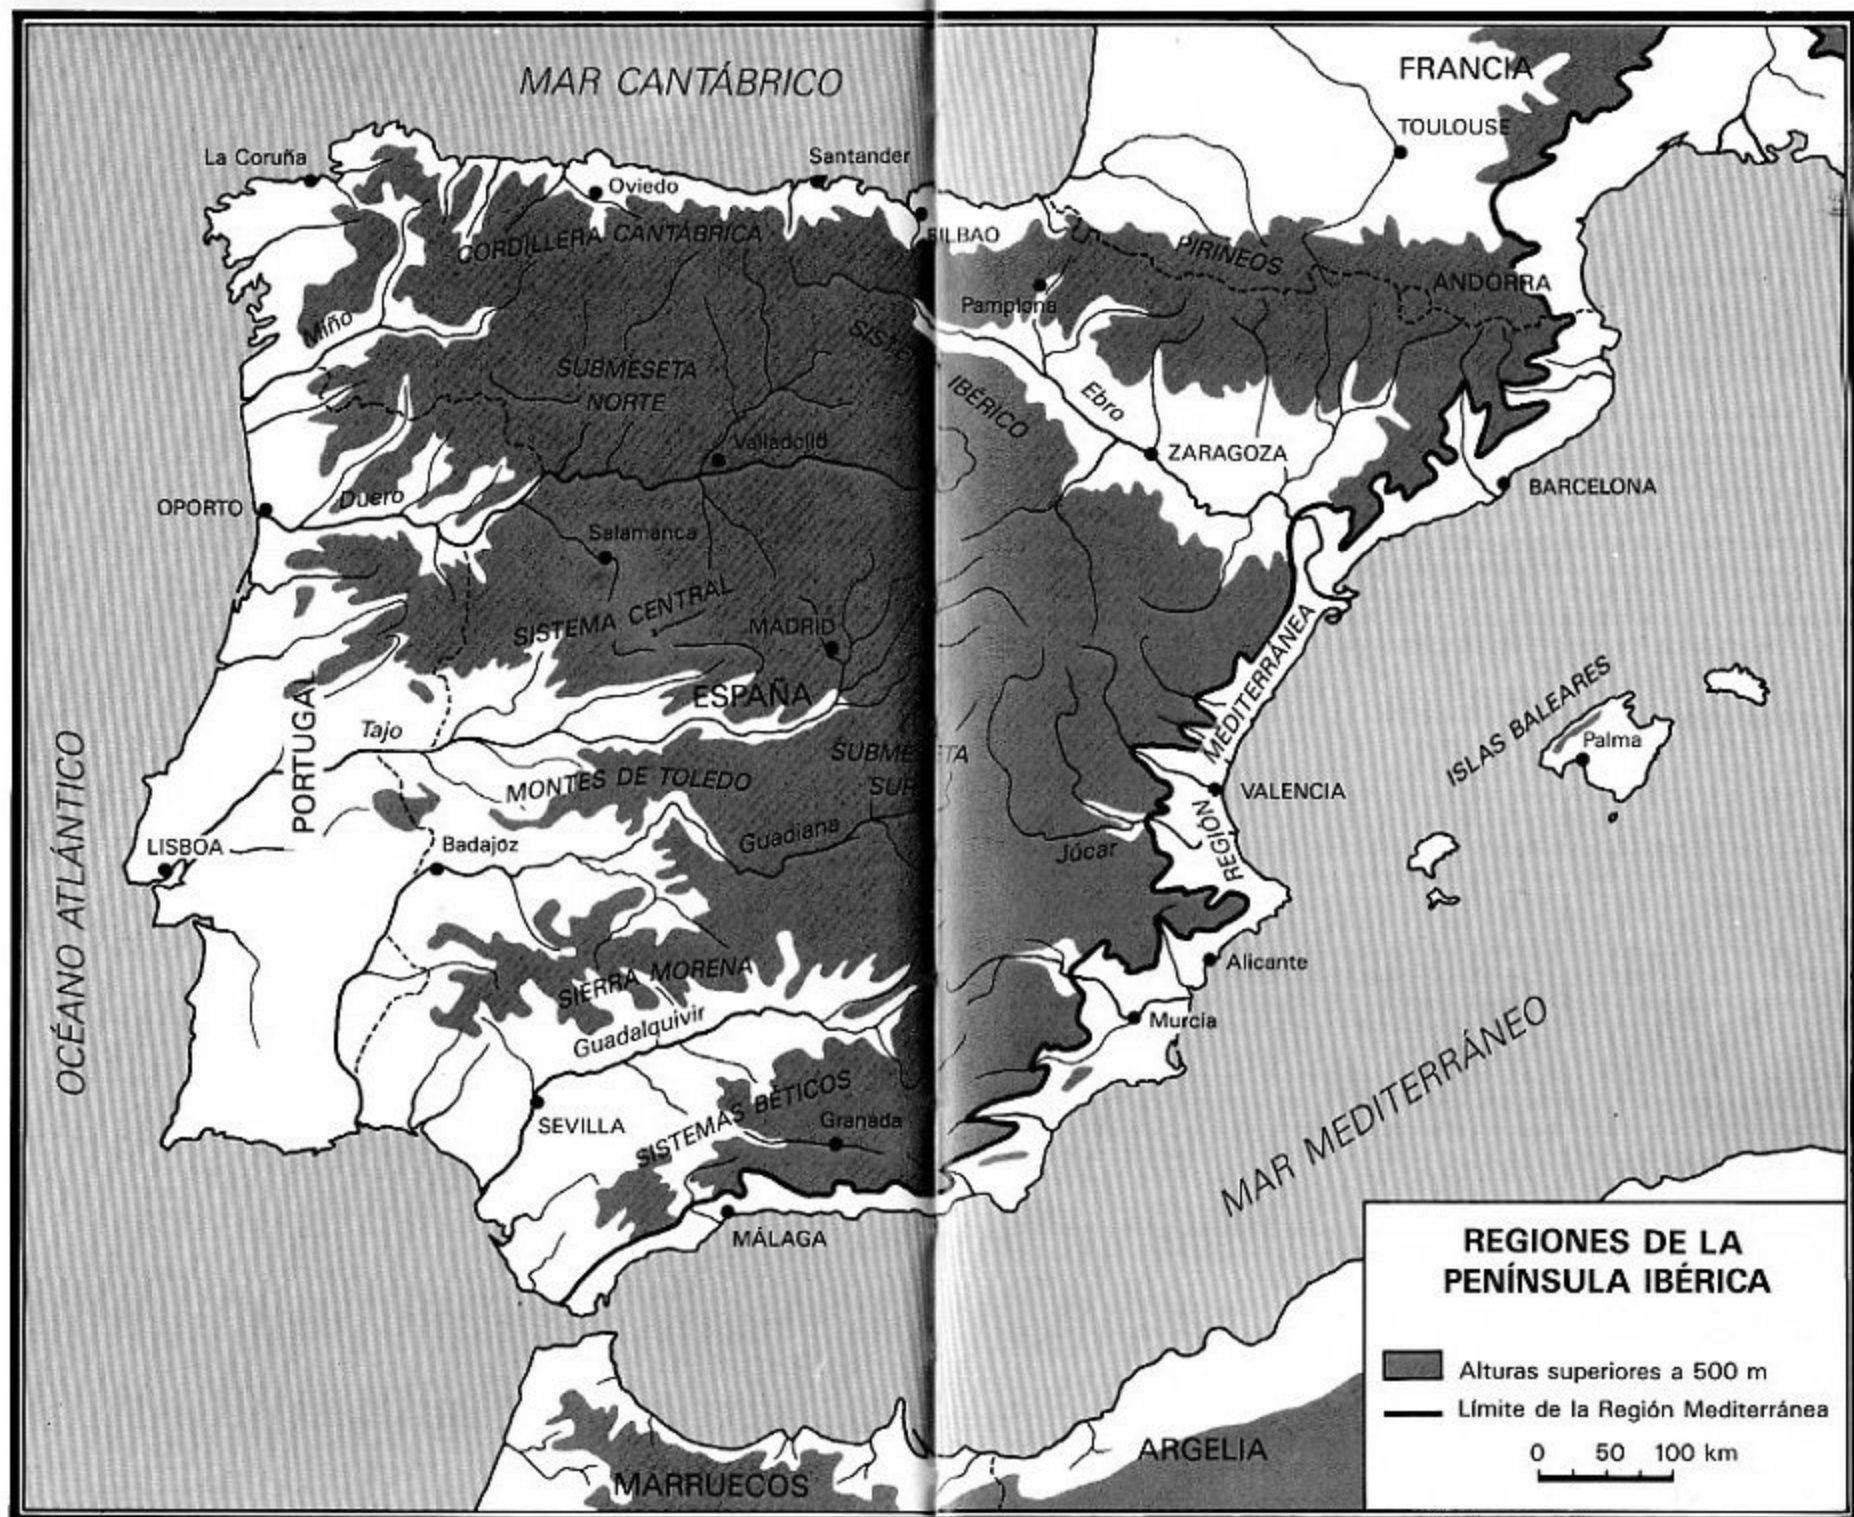 MAR CANTÁBRICO
FRANCIA
TOULOUSE
La Coruña
Santander
Oviedo
BILBAO
CORDILLERA CANTÁBRICA
PIRINEOS
ANDORRA
Pamplona
Miño
SUBMESETA
NORTE
IBÉRICO
Ebro
Valladolid
ZARAGOZA
BARCELONA
OPORTO
Duero
Salamanca
SISTEMA CENTRAL
MADRID
ESPAÑA
PORTUGAL
Tajo
REGIÓN MEDITERRÁNEA
ISLAS BALEARES
Palma
MONTES DE TOLEDO
SUBMESETA
SUR
VALENCIA
OCÉANO ATLÁNTICO
LISBOA
Badajoz
Guadiana
Júcar
SIERRA MORENA
Alicante
Guadalquivir
Murcia
MAR MEDITERRÁNEO
SEVILLA
SISTEMAS BÉTICOS
Granada
MÁLAGA
MARRUECOS
ARGELIA
REGIONES DE LA
PENÍNSULA IBÉRICA
Alturas superiores a 500 m
Límite de la Región Mediterránea
0 50 100 km